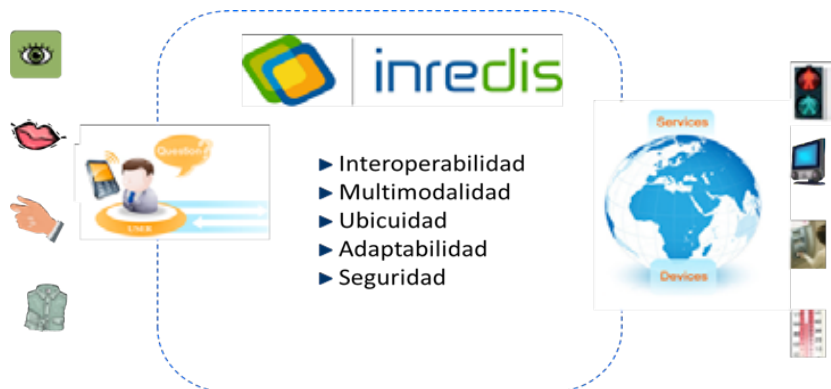 inredis
Question?
USER
Interoperabilidad
Multimodalidad
Ubicuidad
Adaptabilidad
Seguridad
Services
Devices